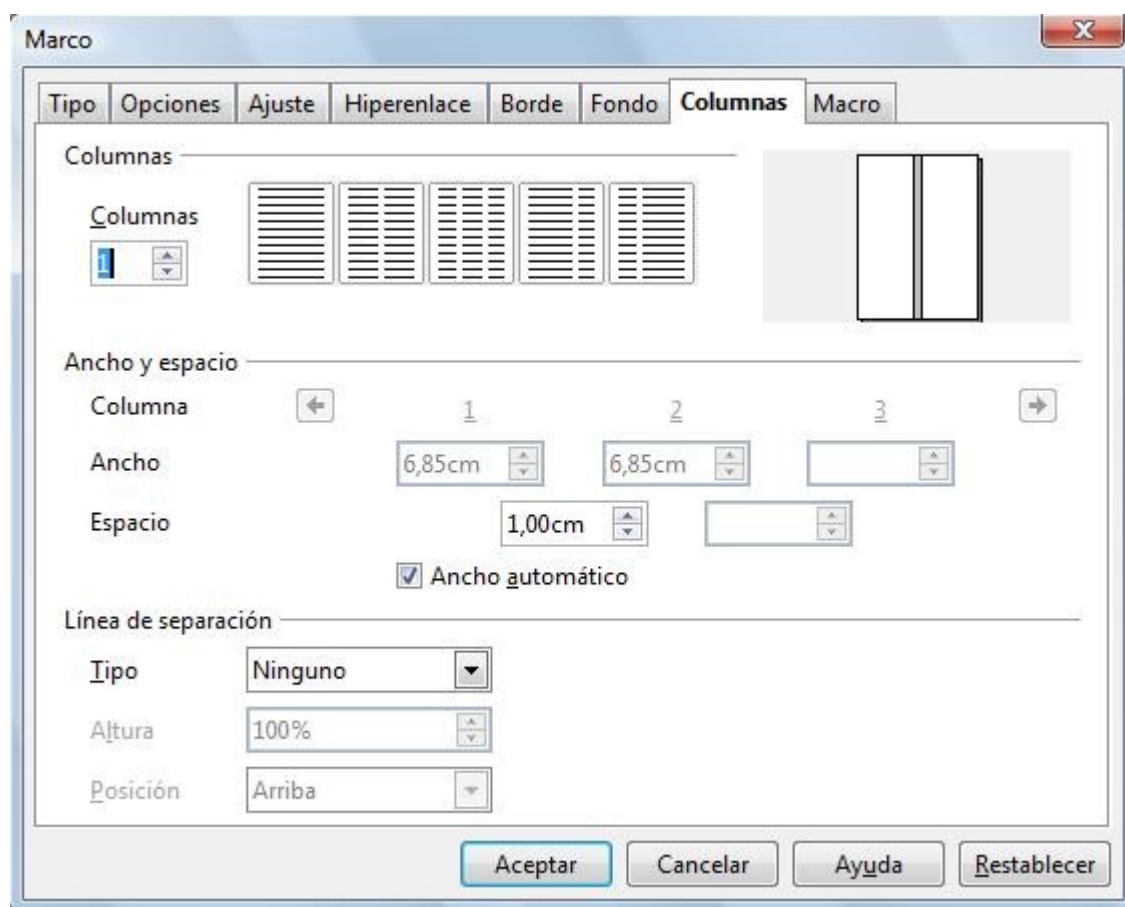 Marco
Tipo Opciones Ajuste Hiperenlace Borde Fondo Columnas Macro
Columnas
Columnas
1
Ancho y espacio
Columna 1 2 3
Ancho 6,85cm 6,85cm
Espacio 1,00cm
Ancho automático
Línea de separación
Tipo Ninguno
Altura 100%
Posición Arriba
Aceptar Cancelar Ayuda Restablecer